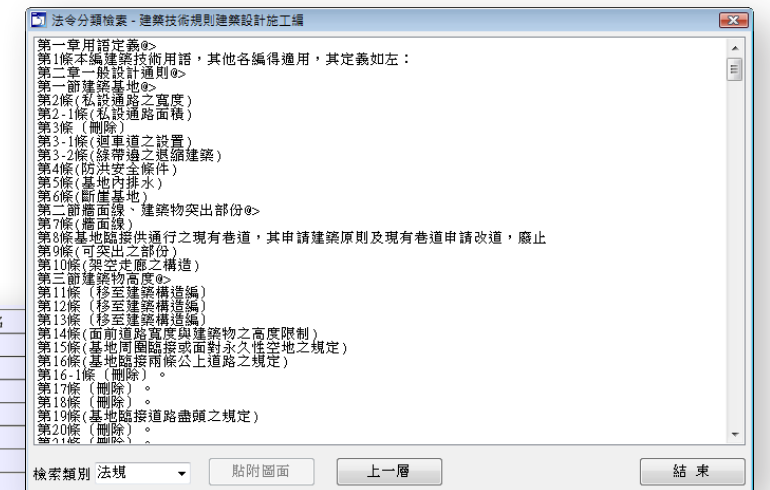 法令分類檢索 - 建築技術規則建築設計施工編
第一章用語定義@>
第1條本編建築技術用語，其他各編得適用，其定義如左：
第二章一般設計通則@>
第一節建築基地@>
第2條(私設通路之寬度)
第2-1條(私設通路面積)
第3條〔刪除〕
第3-1條(迴車道之設置)
第3-2條(綠帶邊之退縮建築)
第4條(防洪安全條件)
第5條(基地內排水)
第6條(斷崖基地)
第二節牆面線、建築物突出部份@>
第7條(牆面線)
第8條基地臨接供通行之現有巷道，其申請建築原則及現有巷道申請改道，廢止
第9條(可突出之部份)
第10條(架空走廊之構造)
第三節建築物高度@>
第11條〔移至建築構造編〕
第12條〔移至建築構造編〕
第13條〔移至建築構造編〕
第14條(面前道路寬度與建築物之高度限制)
第15條(基地周圍臨接或面對永久性空地之規定)
第16條(基地臨接兩條公上道路之規定)
第16-1條〔刪除〕。
第17條〔刪除〕。
第18條〔刪除〕。
第19條(基地臨接道路盡頭之規定)
第20條〔刪除〕。
第21條〔刪除〕。
檢索類別 法規 貼附圖面 上一層 結 束